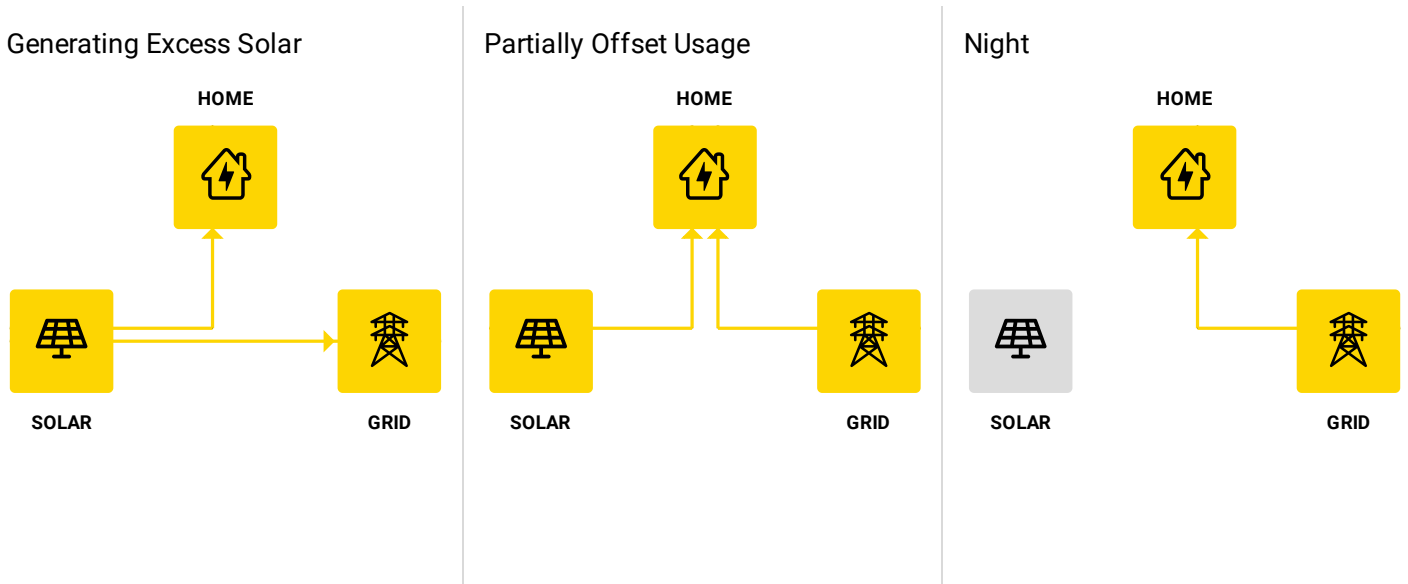 Generating Excess Solar
HOME
SOLAR
GRID
Partially Offset Usage
HOME
SOLAR
GRID
Night
HOME
SOLAR
GRID